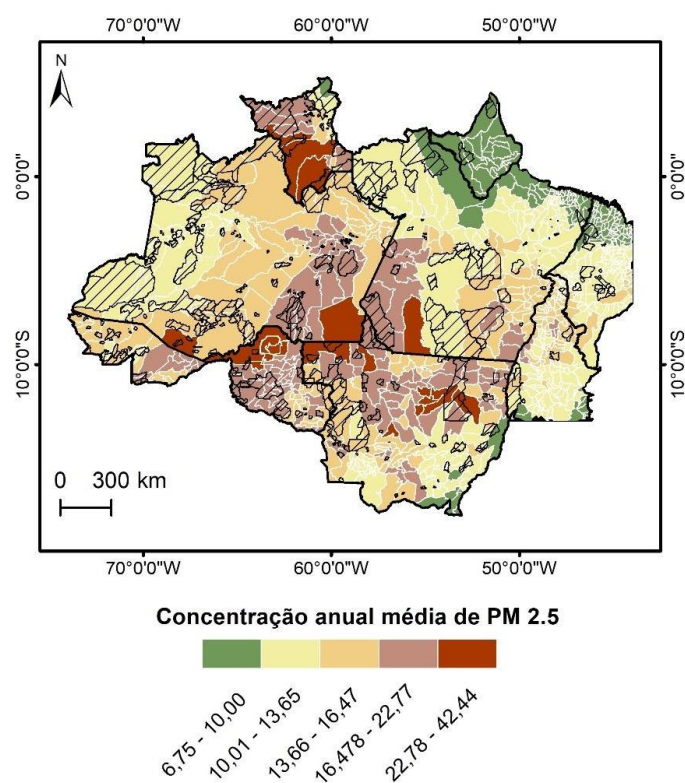 70°0'0"W 60°0'0"W 50°0'0"W
N
0°0'0" 0°0'0"
10°0'0"S 10°0'0"S
0 300 km
70°0'0"W 60°0'0"W 50°0'0"W
Concentração anual média de PM 2.5
6,75 - 10,00
10,01 - 13,65
13,66 - 16,47
16,478 - 22,77
22,78 - 42,44